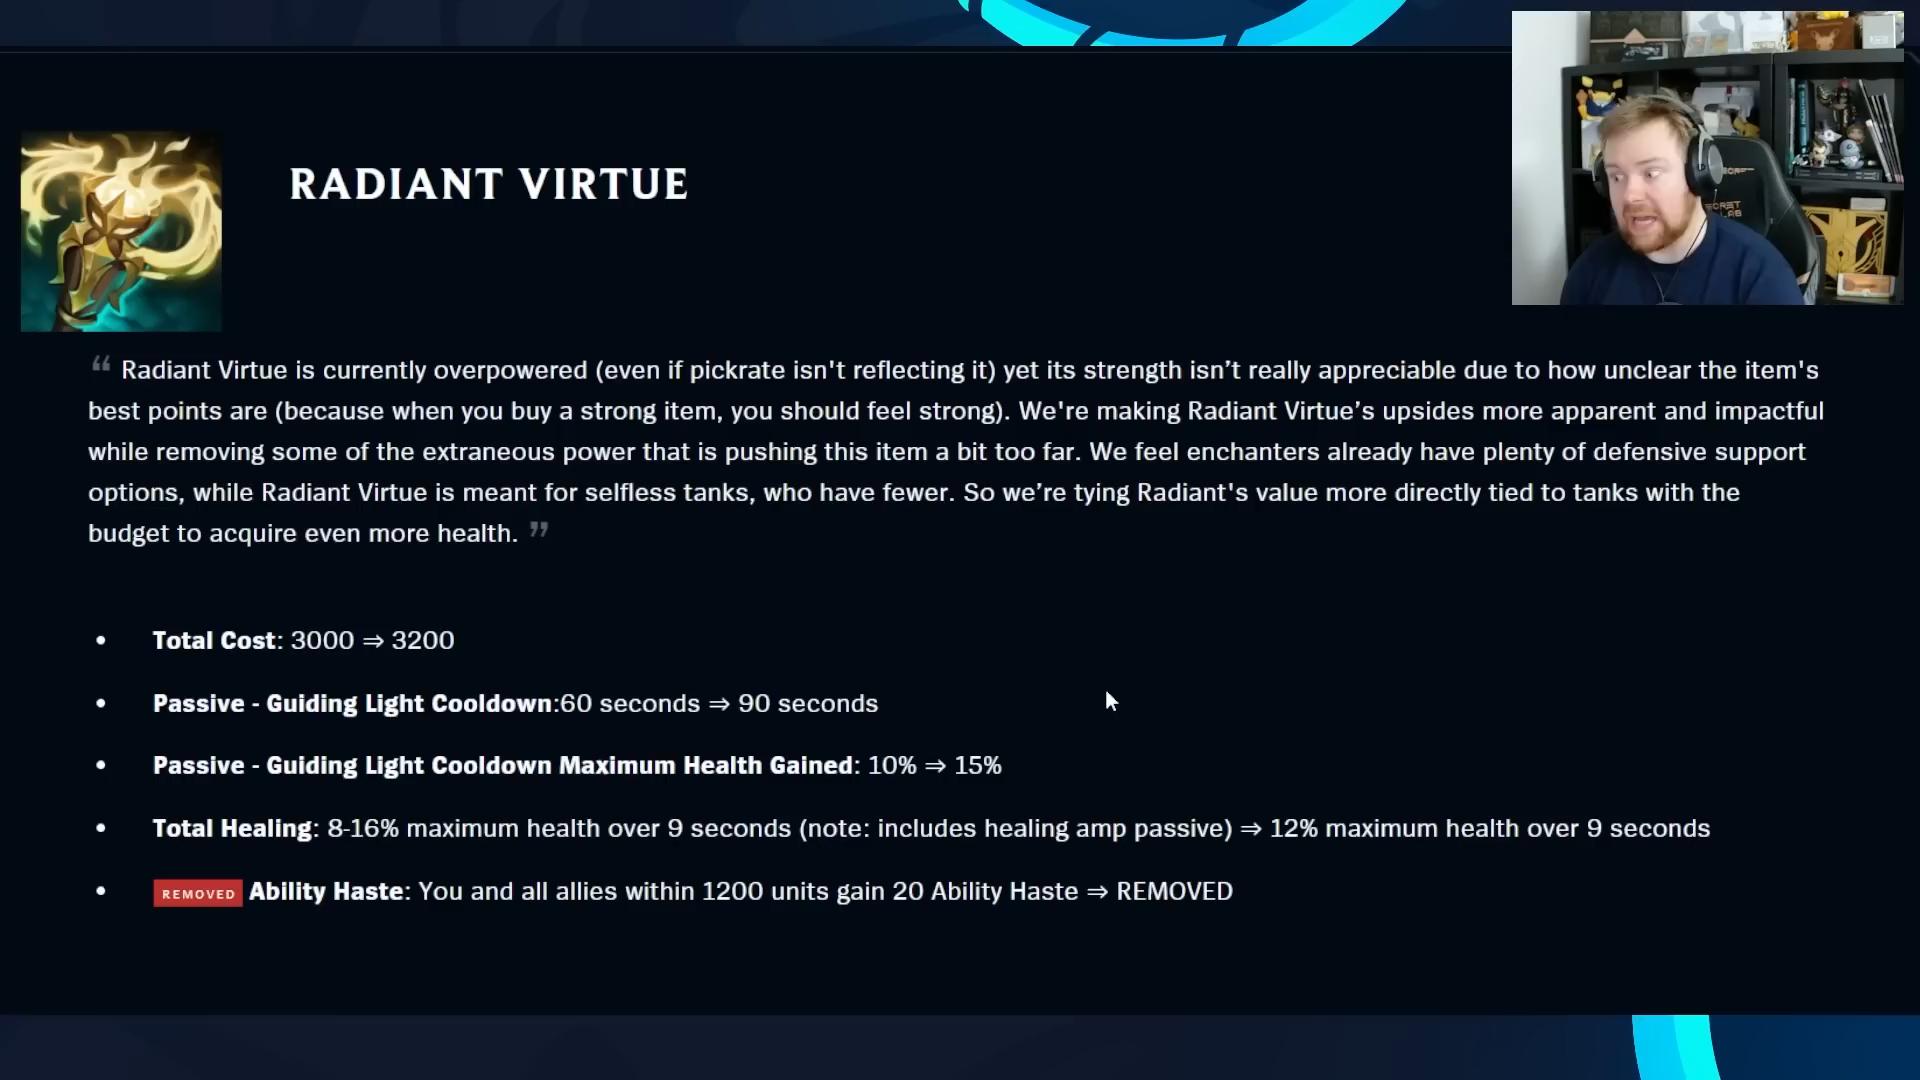 RADIANT VIRTUE
“ Radiant Virtue is currently overpowered (even if pickrate isn't reflecting it) yet its strength isn’t really appreciable due to how unclear the item's
best points are (because when you buy a strong item, you should feel strong). We're making Radiant Virtue’s upsides more apparent and impactful
while removing some of the extraneous power that is pushing this item a bit too far. We feel enchanters already have plenty of defensive support
options, while Radiant Virtue is meant for selfless tanks, who have fewer. So we’re tying Radiant's value more directly tied to tanks with the
budget to acquire even more health. ”
• Total Cost: 3000 ⇒ 3200
• Passive - Guiding Light Cooldown:60 seconds ⇒ 90 seconds
• Passive - Guiding Light Cooldown Maximum Health Gained: 10% ⇒ 15%
• Total Healing: 8-16% maximum health over 9 seconds (note: includes healing amp passive) ⇒ 12% maximum health over 9 seconds
• REMOVED Ability Haste: You and all allies within 1200 units gain 20 Ability Haste ⇒ REMOVED